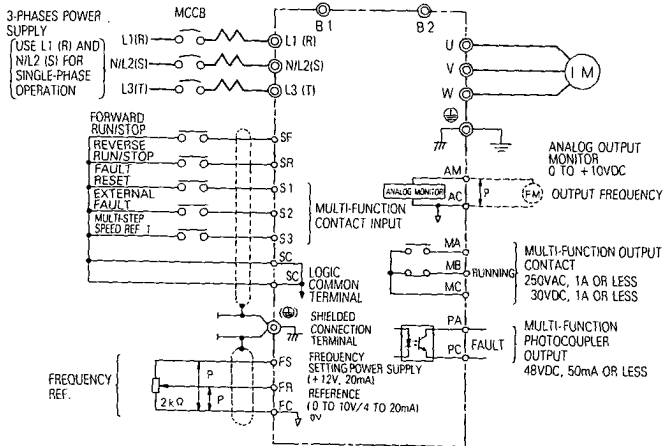 3-PHASES POWER
SUPPLY
USE L1 (R) AND
N/L2 (S) FOR
SINGLE-PHASE
OPERATION
MCCB
L1(R)
N/L2(S)
L3(T)
L1 (R)
N/L2(S)
L3 (T)
B1
B2
U
V
W
IM
FORWARD
RUN/STOP
REVERSE
RUN/STOP
FAULT
RESET
EXTERNAL
FAULT
MULTI-STEP
SPEED REF. 1
SF
SR
S1
S2
S3
SC
SC
MULTI-FUNCTION
CONTACT INPUT
LOGIC
COMMON
TERMINAL
SHIELDED
CONNECTION
TERMINAL
FREQUENCY
REF.
2kΩ
P
P
FS
FR
FC
FREQUENCY
SETTING POWER SUPPLY
(+12V, 20mA)
REFERENCE
(0 TO 10V/4 TO 20mA)
0V
AM
AC
ANALOG MONITOR
P
FM
ANALOG OUTPUT
MONITOR
0 TO +10VDC
OUTPUT FREQUENCY
MA
MB
MC
RUNNING
MULTI-FUNCTION OUTPUT
CONTACT
250VAC, 1A OR LESS
30VDC, 1A OR LESS
PA
PC
FAULT
MULTI-FUNCTION
PHOTOCOUPLER
OUTPUT
48VDC, 50mA OR LESS